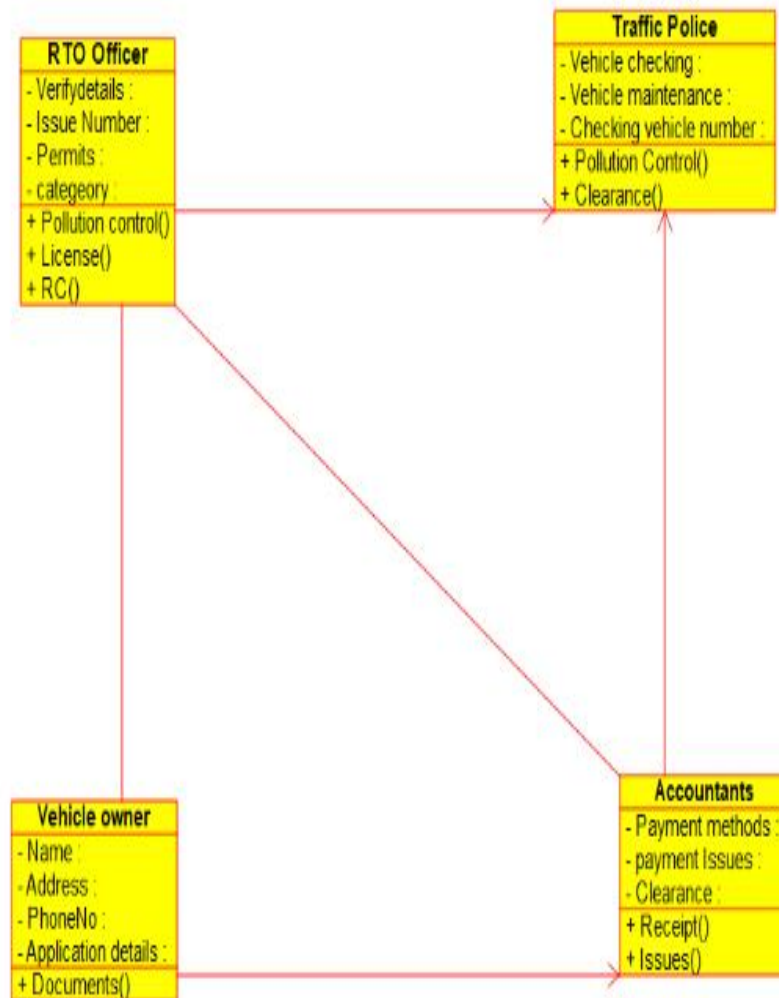 RTO Officer
- Verifydetails :
- Issue Number :
- Permits :
- categeory :
+ Pollution control()
+ License()
+ RC()
Traffic Police
- Vehicle checking :
- Vehicle maintenance :
- Checking vehicle number :
+ Pollution Control()
+ Clearance()
Vehicle owner
- Name :
- Address :
- PhoneNo :
- Application details :
+ Documents()
Accountants
- Payment methods :
- payment Issues :
- Clearance :
+ Receipt()
+ Issues()